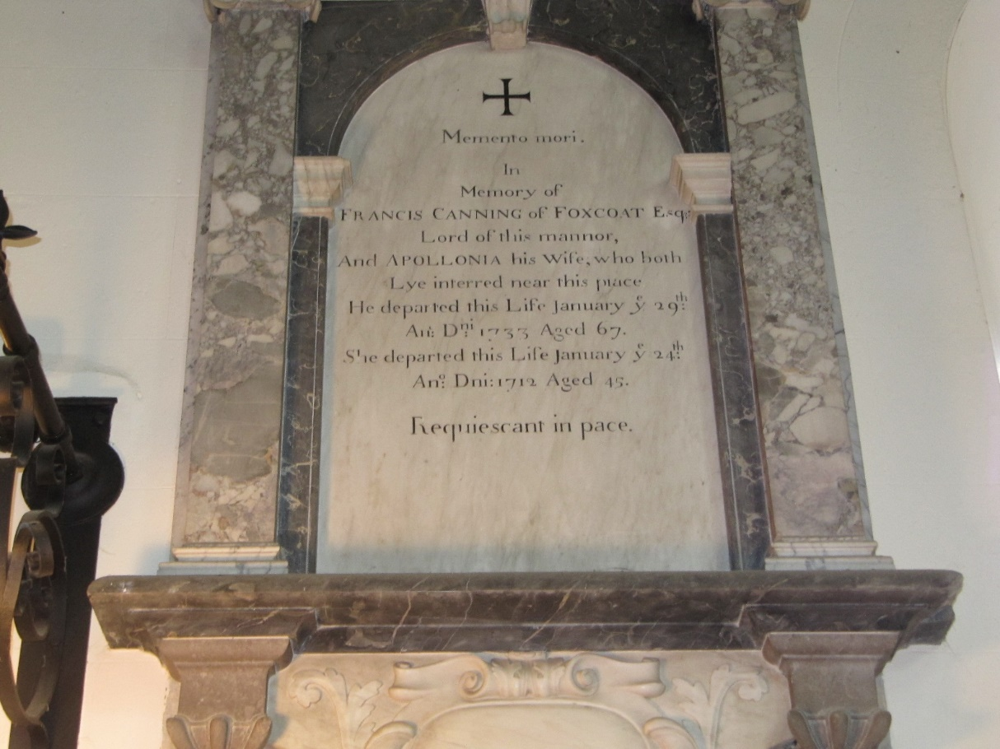 Memento mori.
In
Memory of
FRANCIS CANNING of FOXCOAT Esqr:
Lord of this mannor,
And APOLLONIA his Wife, who both
Lye interred near this place
He departed this Life January yͤ 29th:
An: Dni: 1733 Aged 67.
She departed this Life January yͤ 24th:
Ano: Dni: 1712 Aged 45.
Requiescant in pace.